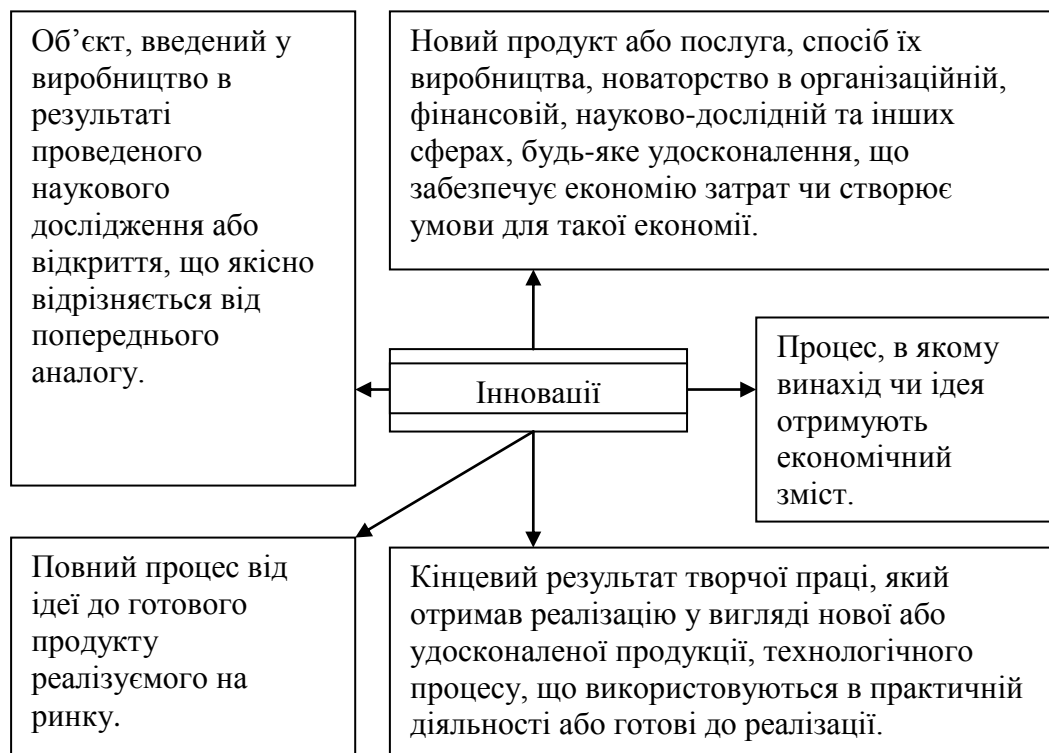 Об’єкт, введений у
виробництво в
результаті
проведеного
наукового
дослідження або
відкриття, що якісно
відрізняється від
попереднього
аналогу.
Новий продукт або послуга, спосіб їх
виробництва, новаторство в організаційній,
фінансовій, науково-дослідній та інших
сферах, будь-яке удосконалення, що
забезпечує економію затрат чи створює
умови для такої економії.
Інновації
Процес, в якому
винахід чи ідея
отримують
економічний
зміст.
Повний процес від
ідеї до готового
продукту
реалізуємого на
ринку.
Кінцевий результат творчої праці, який
отримав реалізацію у вигляді нової або
удосконаленої продукції, технологічного
процесу, що використовуються в практичній
діяльності або готові до реалізації.